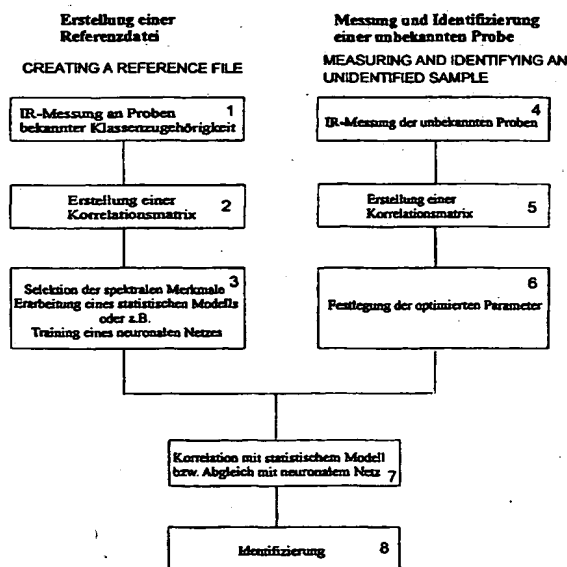 Erstellung einer
Referenzdatei
CREATING A REFERENCE FILE
1
IR-Messung an Proben
bekannter Klassenzugehörigkeit
Erstellung einer
Korrelationsmatrix 2
3
Selektion der spektralen Merkmale
Erarbeitung eines statistischen Modells
oder z.B.
Training eines neuronalen Netzes
Messung und Identifizierung
einer unbekannten Probe
MEASURING AND IDENTIFYING AN
UNIDENTIFIED SAMPLE
4
IR-Messung der unbekannten Proben
Erstellung einer
Korrelationsmatrix 5
6
Festlegung der optimierten Parameter
Korrelation mit statistischem Modell
bzw. Abgleich mit neuronalem Netz 7
Identifizierung 8